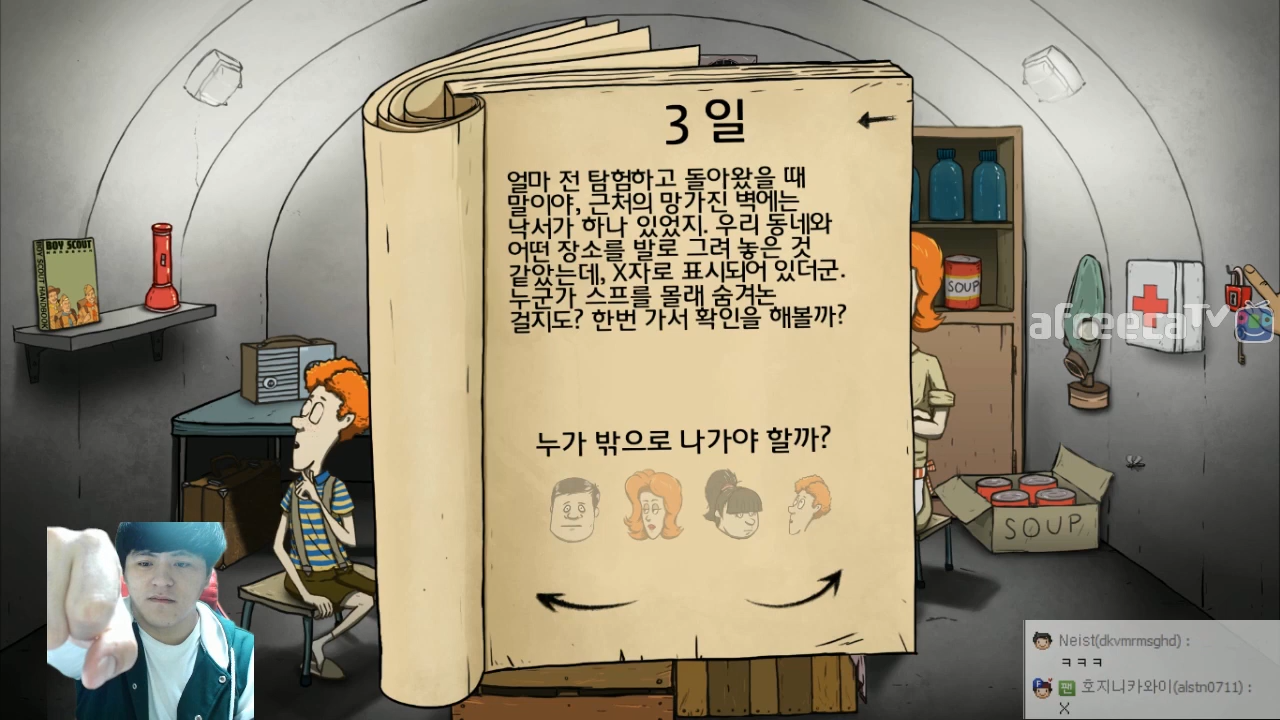 3 일
얼마 전 탐험하고 돌아왔을 때
말이야, 근처의 망가진 벽에는
낙서가 하나 있었지. 우리 동네와
어떤 장소를 발로 그려 놓은 것
같았는데, X자로 표시되어 있더군.
누군가 스프를 몰래 숨겨논
걸지도? 한번 가서 확인을 해볼까?
누가 밖으로 나가야 할까?
BOY SCOUT
BOY SCOUT HANDBOOK
SOUP
afreecaTV
SOUP
Neist(dkvmrmsghd) :
ㅋㅋㅋ
F 팬 호지니카와이(alstn0711) :
X